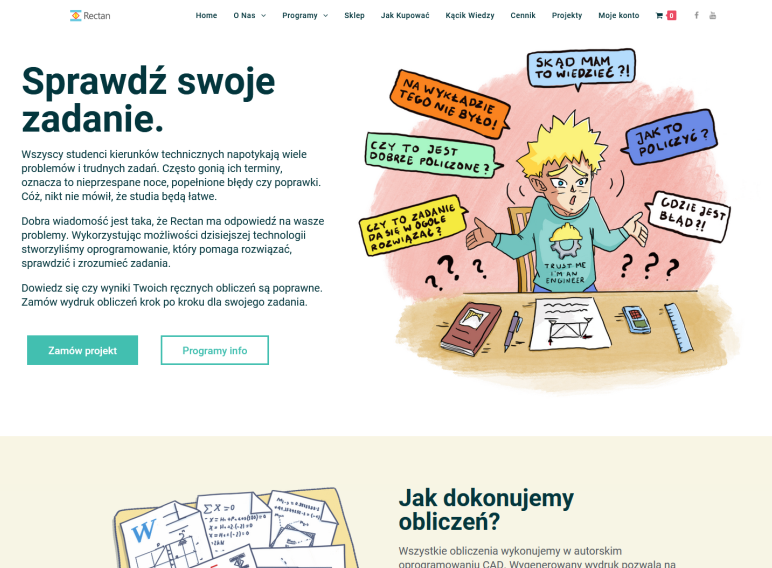 Rectan
Home O Nas Programy Sklep Jak Kupować Kącik Wiedzy Cennik Projekty Moje konto 0
Sprawdź swoje
zadanie.
Wszyscy studenci kierunków technicznych napotykają wiele
problemów i trudnych zadań. Często gonią ich terminy,
oznacza to nieprzespane noce, popełnione błędy czy poprawki.
Cóż, nikt nie mówił, że studia będą łatwe.
Dobra wiadomość jest taka, że Rectan ma odpowiedź na wasze
problemy. Wykorzystując możliwości dzisiejszej technologii
stworzyliśmy oprogramowanie, który pomaga rozwiązać,
sprawdzić i zrozumieć zadania.
Dowiedz się czy wyniki Twoich ręcznych obliczeń są poprawne.
Zamów wydruk obliczeń krok po kroku dla swojego zadania.
Zamów projekt
Programy info
SKĄD MAM
TO WIEDZIEĆ ?!
NA WYKŁADZIE
TEGO NIE BYŁO!
CZY TO JEST
DOBRZE POLICZONE ?
JAK TO
POLICZYĆ ?
CZY TO ZADANIE
DA SIĘ W OGÓLE
ROZWIĄZAĆ ?
GDZIE JEST
BŁĄD ?!
TRUST ME
I'M AN
ENGINEER
? ? ?
? ? ?
W
ΣX=0
Jak dokonujemy
obliczeń?
Wszystkie obliczenia wykonujemy w autorskim
oprogramowaniu CAD. Wygenerowany wydruk pozwala na